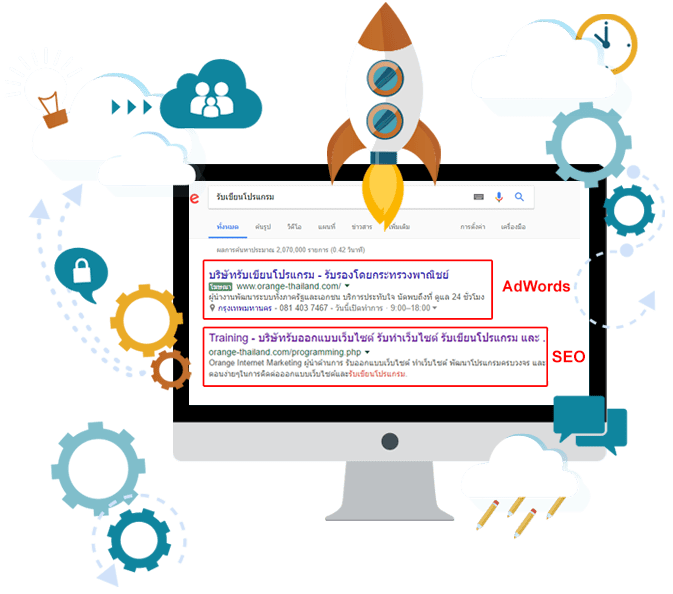 e รับเขียนโปรแกรม
ทั้งหมด ค้นรูป วิดีโอ แผนที่ ข่าวสาร เพิ่มเติม การตั้งค่า เครื่องมือ
ผลการค้นหาประมาณ 2,070,000 รายการ (0.42 วินาที)
บริษัทรับเขียนโปรแกรม - รับรองโดยกระทรวงพาณิชย์
โฆษณา www.orange-thailand.com/
AdWords
ผู้นำงานพัฒนาระบบทั้งภาครัฐและเอกชน บริการประทับใจ นัดพบถึงที่ ดูแล 24 ชั่วโมง
กรุงเทพมหานคร - 081 403 7467 - วันนี้เปิดทำการ · 9:00–18:00
Training - บริษัทรับออกแบบเว็บไซต์ รับทำเว็บไซต์ รับเขียนโปรแกรม และ ..
orange-thailand.com/programming.php
SEO
Orange Internet Marketing ผู้นำด้านการ รับออกแบบเว็บไซต์ ทำเว็บไซต์ พัฒนาโปรแกรมครบวงจร และ
ตอนง่ายๆในการติดต่อออกแบบเว็บไซต์และรับเขียนโปรแกรม.